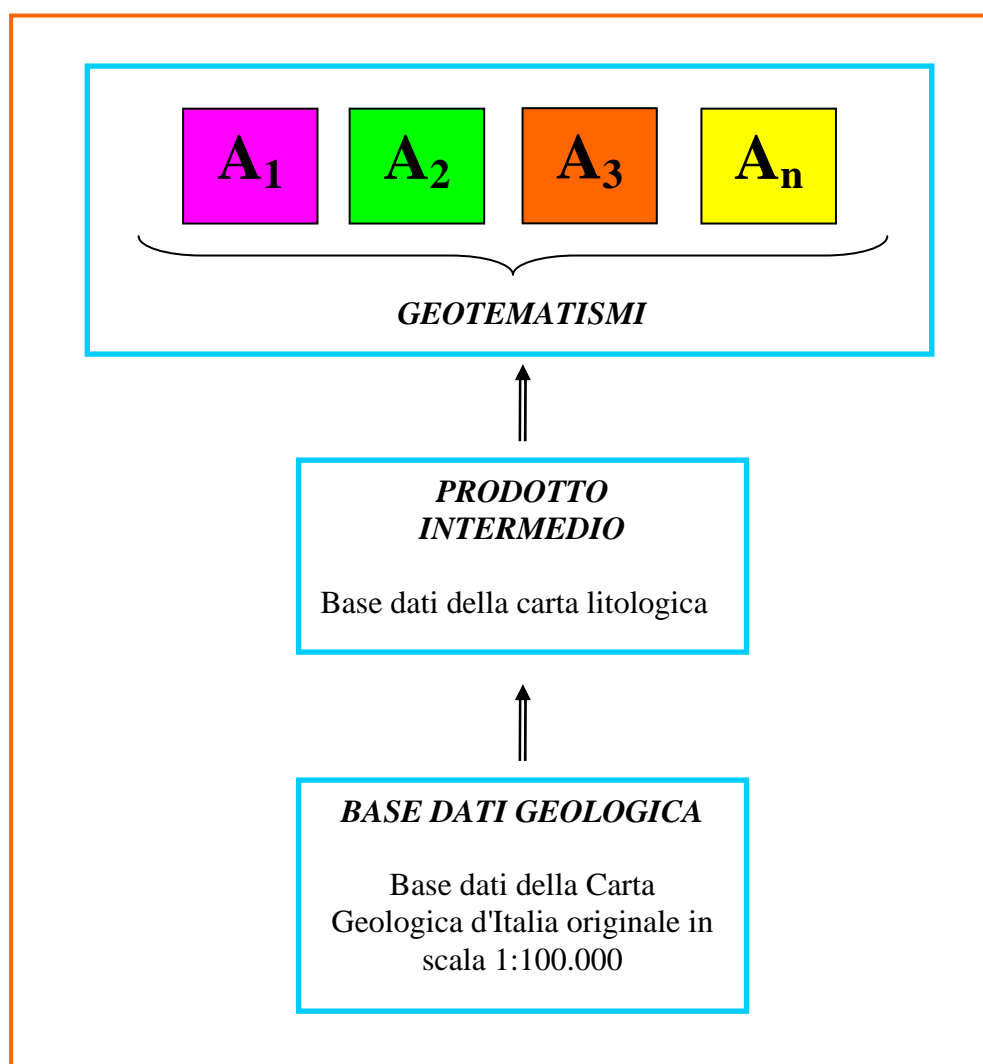 A₁ A₂ A₃ Aₙ
GEOTEMATISMI
PRODOTTO
INTERMEDIO
Base dati della carta litologica
BASE DATI GEOLOGICA
Base dati della Carta
Geologica d'Italia originale in
scala 1:100.000